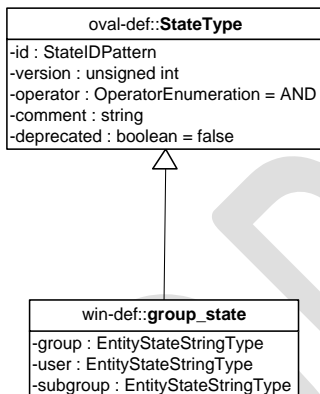 oval-def::StateType
-id : StateIDPattern
-version : unsigned int
-operator : OperatorEnumeration = AND
-comment : string
-deprecated : boolean = false
win-def::group_state
-group : EntityStateStringType
-user : EntityStateStringType
-subgroup : EntityStateStringType